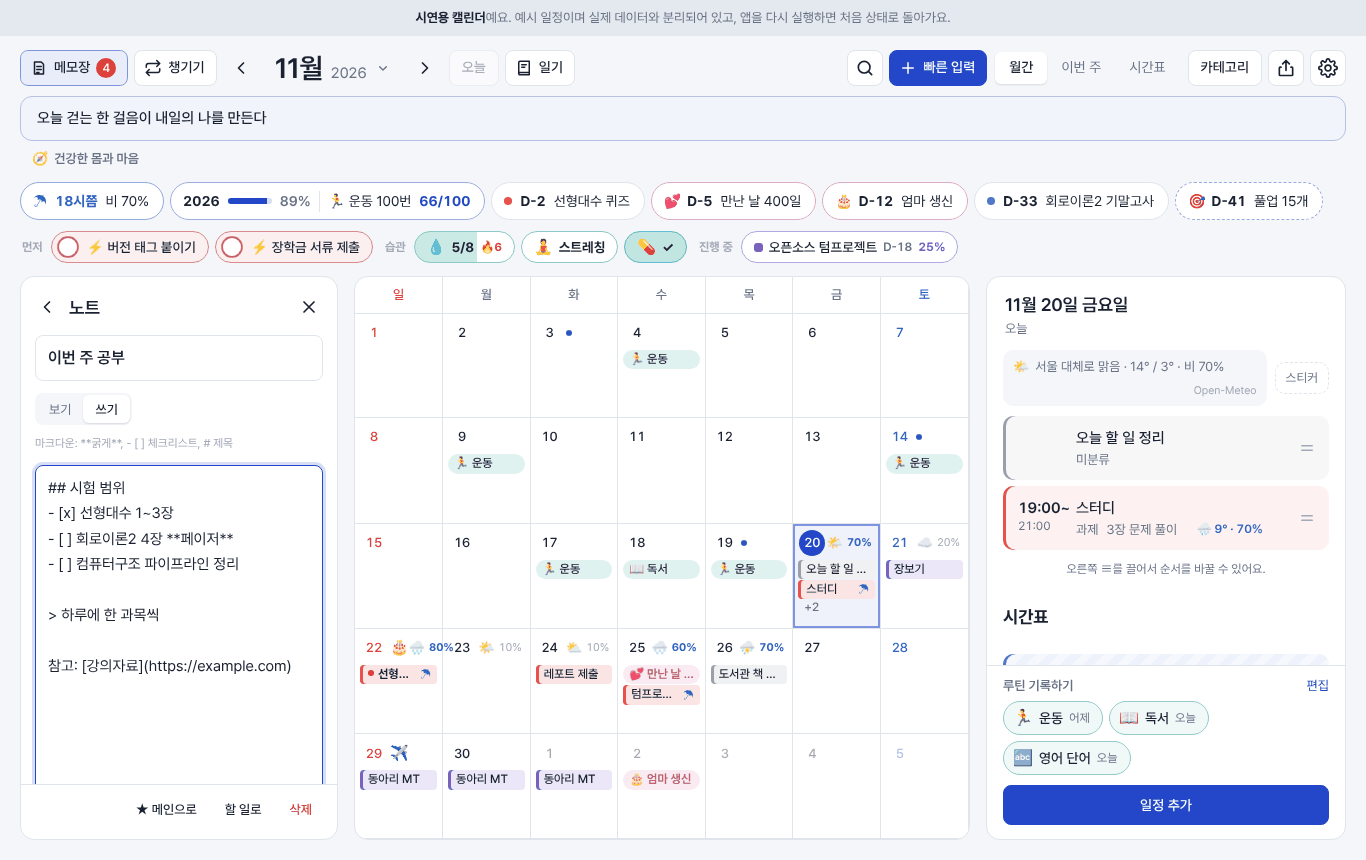 시연용 캘린더예요. 예시 일정이며 실제 데이터와 분리되어 있고, 앱을 다시 실행하면 처음 상태로 돌아가요.
메모장 4 챙기기 11월 2026 오늘 일기 빠른 입력 월간 이번 주 시간표 카테고리
오늘 걷는 한 걸음이 내일의 나를 만든다
건강한 몸과 마음
18시쯤 비 70% 2026 89% 운동 100번 66/100 D-2 선형대수 퀴즈 D-5 만난 날 400일 D-12 엄마 생신 D-33 회로이론2 기말고사 D-41 풀업 15개
먼저 ⚡ 버전 태그 붙이기 ⚡ 장학금 서류 제출 습관 5/8 6 스트레칭 진행 중 오픈소스 텀프로젝트 D-18 25%
노트
이번 주 공부
보기 쓰기
마크다운: **굵게**, - [ ] 체크리스트, # 제목
## 시험 범위
- [x] 선형대수 1~3장
- [ ] 회로이론2 4장 **페이저**
- [ ] 컴퓨터구조 파이프라인 정리
> 하루에 한 과목씩
참고: [강의자료](https://example.com)
★ 메인으로 할 일로 삭제
일 월 화 수 목 금 토
1 2 3 4 5 6 7
운동
8 9 10 11 12 13 14
운동 운동
15 16 17 18 19 20 70% 21 20%
운동 독서 운동 오늘 할 일 ... 장보기
스터디
+2
22 80% 23 10% 24 10% 25 60% 26 70% 27 28
선형... 레포트 제출 만난 날 ... 도서관 책 ...
텀프로...
29 30 1 2 3 4 5
동아리 MT 동아리 MT 동아리 MT 엄마 생신
11월 20일 금요일
오늘
서울 대체로 맑음 · 14° / 3° · 비 70%
Open-Meteo
스티커
오늘 할 일 정리
미분류
19:00~ 스터디
21:00 과제 3장 문제 풀이 9° · 70%
오른쪽 ≡를 끌어서 순서를 바꿀 수 있어요.
시간표
루틴 기록하기 편집
운동 어제 독서 오늘
abc 영어 단어 오늘
일정 추가